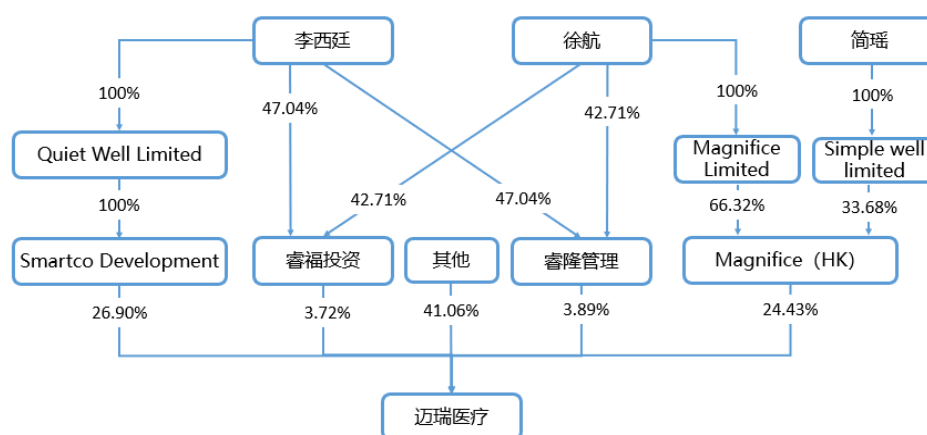 李西廷
徐航
简瑶
100%
47.04%
42.71%
100%
100%
Quiet Well Limited
Magnifice
Limited
Simple well
limited
100%
42.71%
47.04%
66.32%
33.68%
Smartco Development
睿福投资
其他
睿隆管理
Magnifice（HK）
26.90%
3.72%
41.06%
3.89%
24.43%
迈瑞医疗